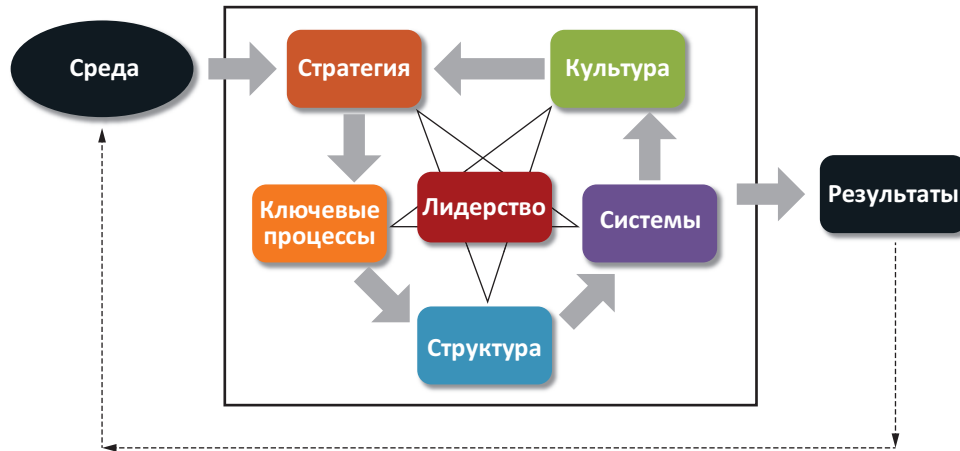 Среда
Стратегия
Культура
Ключевые
процессы
Лидерство
Системы
Результаты
Структура